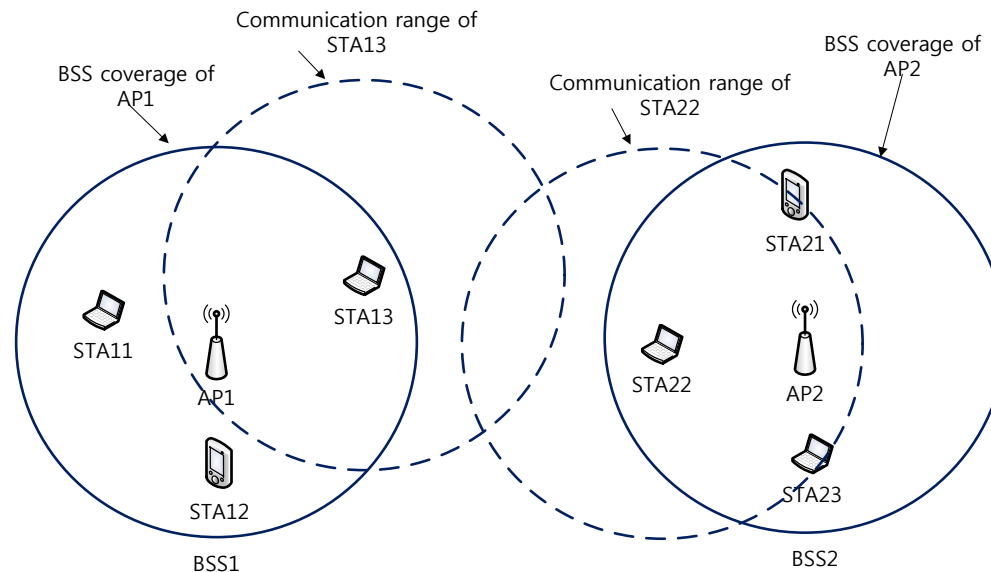 Communication range of
STA13
BSS coverage of
AP2
BSS coverage of
AP1
Communication range of
STA22
STA21
STA13
STA11
STA22
AP1
AP2
STA23
STA12
BSS1
BSS2